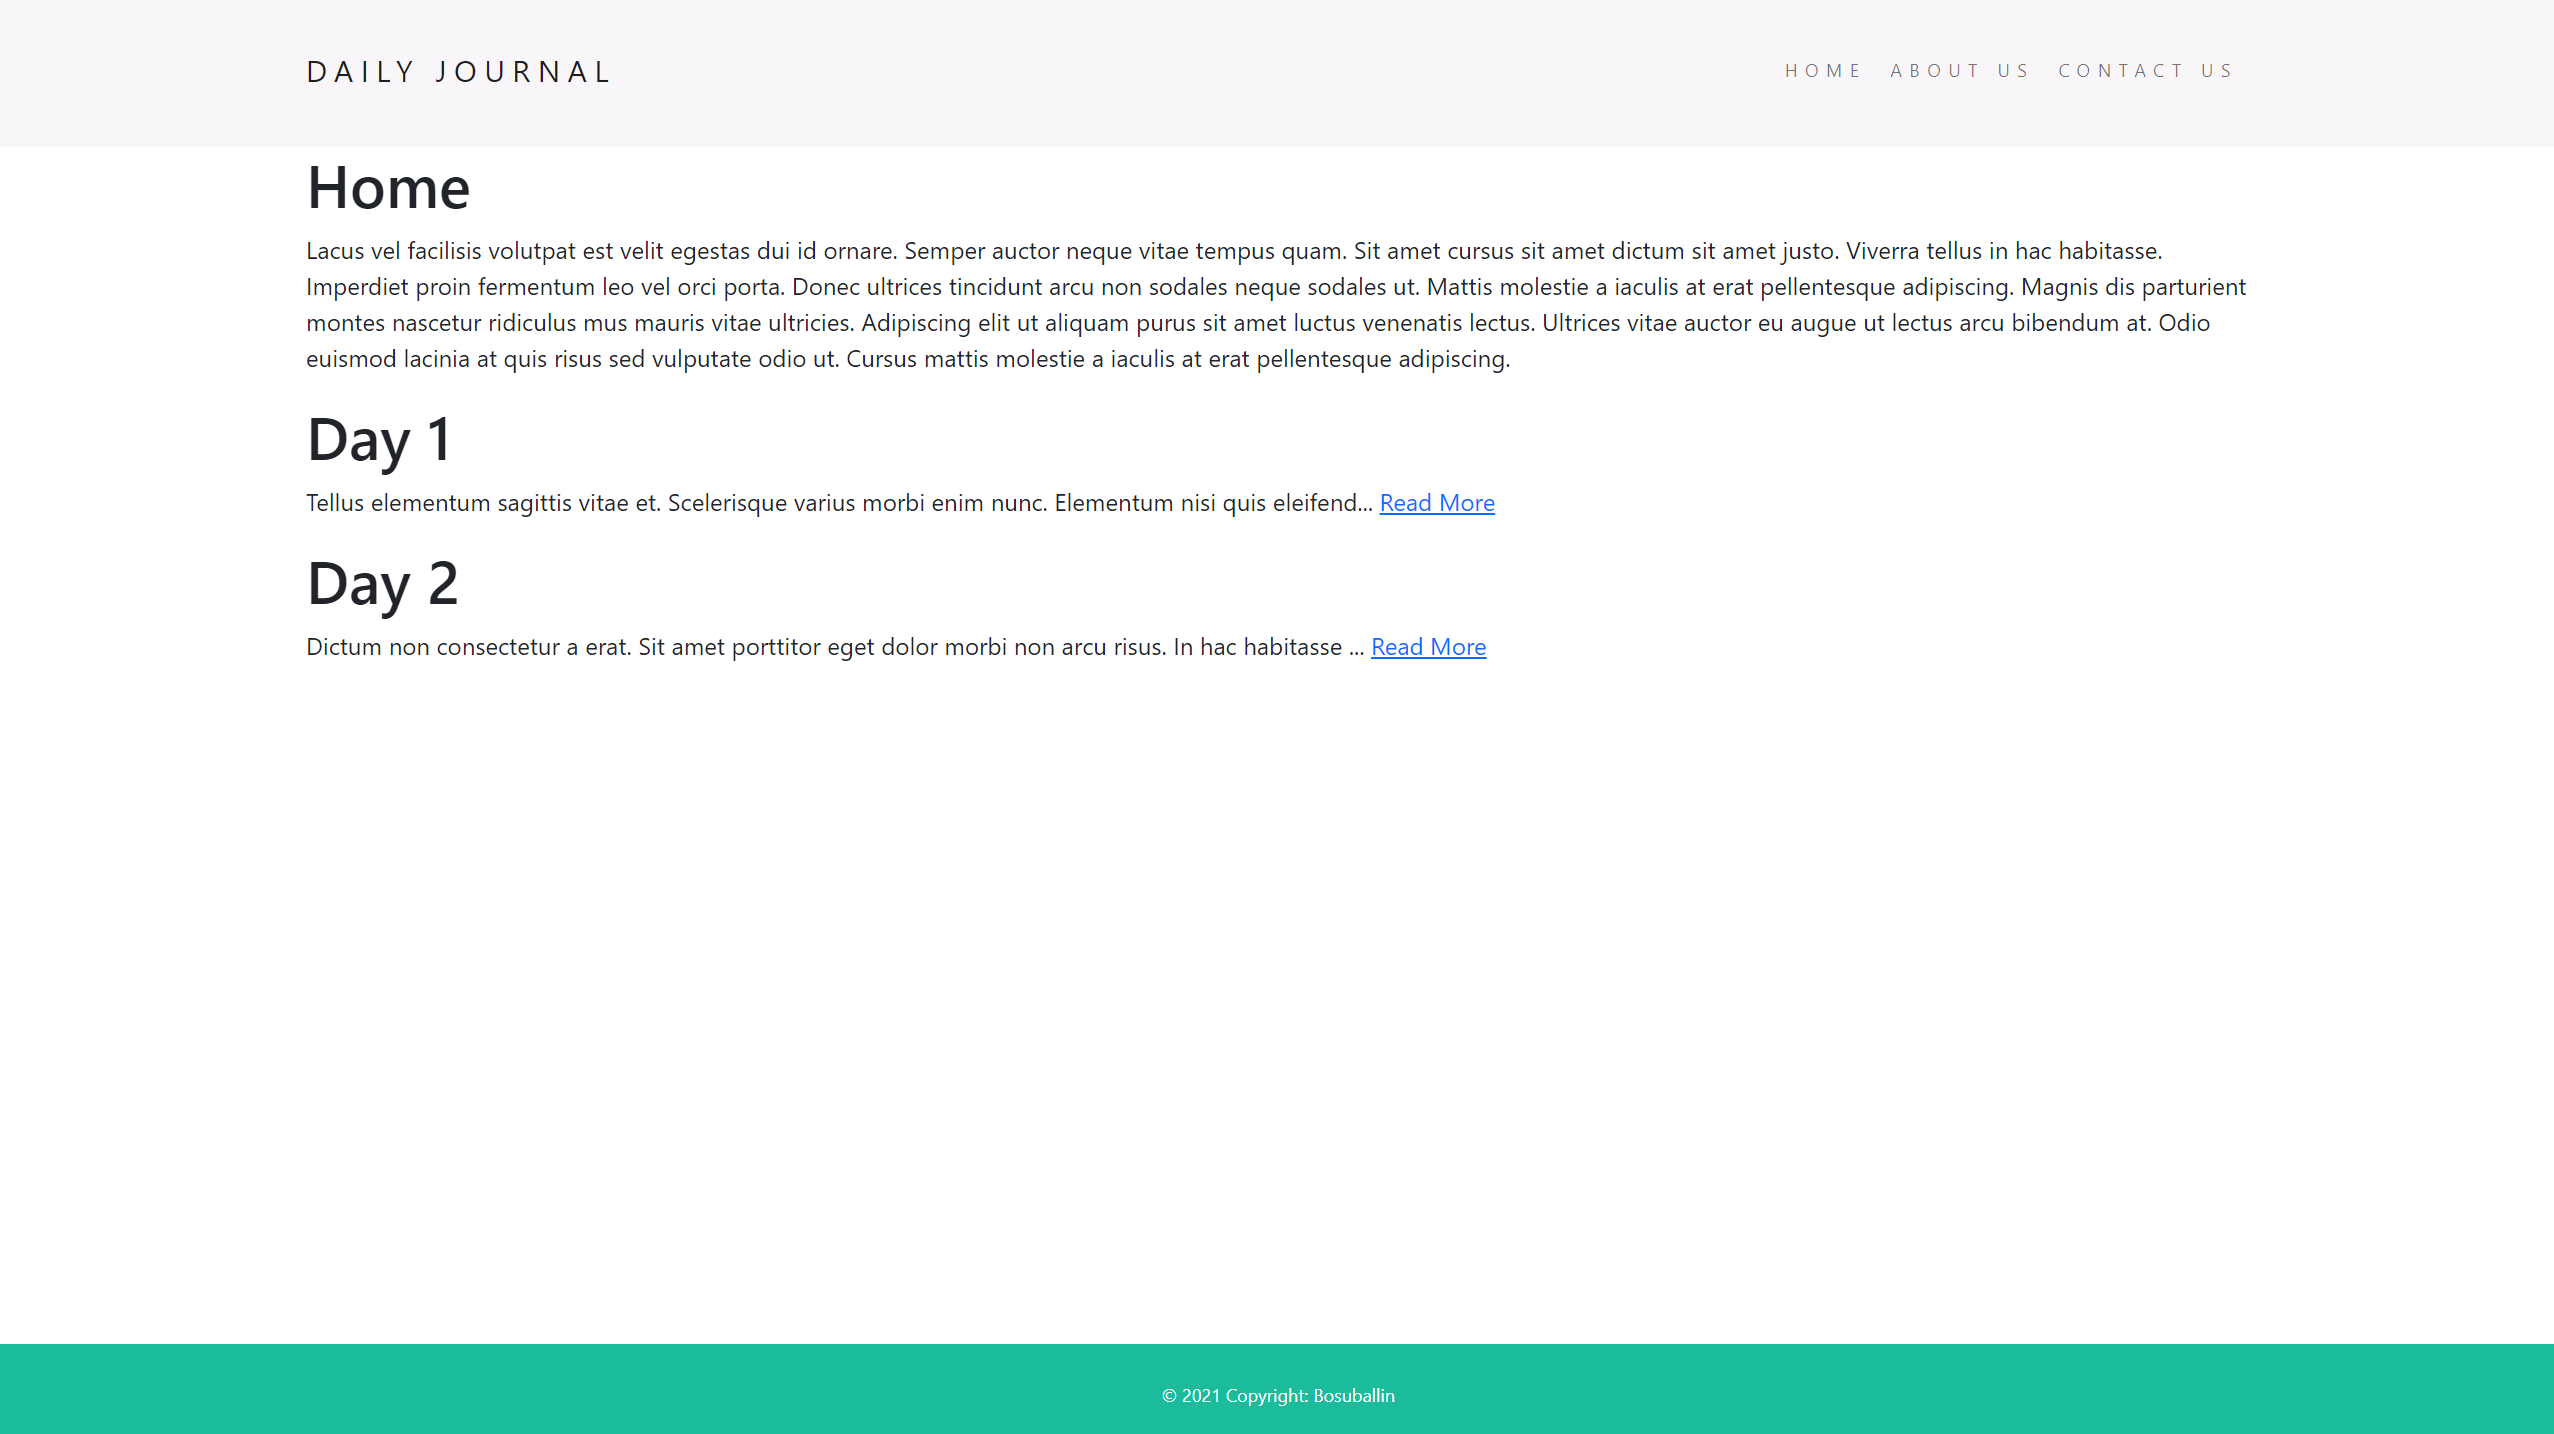 DAILY JOURNAL
HOME ABOUT US CONTACT US
Home
Lacus vel facilisis volutpat est velit egestas dui id ornare. Semper auctor neque vitae tempus quam. Sit amet cursus sit amet dictum sit amet justo. Viverra tellus in hac habitasse.
Imperdiet proin fermentum leo vel orci porta. Donec ultrices tincidunt arcu non sodales neque sodales ut. Mattis molestie a iaculis at erat pellentesque adipiscing. Magnis dis parturient
montes nascetur ridiculus mus mauris vitae ultricies. Adipiscing elit ut aliquam purus sit amet luctus venenatis lectus. Ultrices vitae auctor eu augue ut lectus arcu bibendum at. Odio
euismod lacinia at quis risus sed vulputate odio ut. Cursus mattis molestie a iaculis at erat pellentesque adipiscing.
Day 1
Tellus elementum sagittis vitae et. Scelerisque varius morbi enim nunc. Elementum nisi quis eleifend... Read More
Day 2
Dictum non consectetur a erat. Sit amet porttitor eget dolor morbi non arcu risus. In hac habitasse ... Read More
© 2021 Copyright: Bosuballin